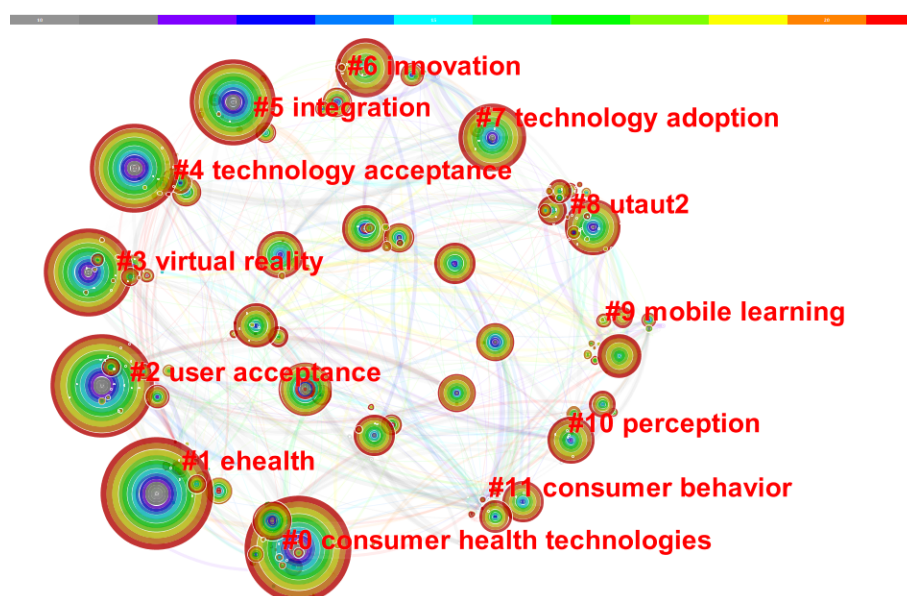 #6 innovation
#5 integration
#7 technology adoption
#4 technology acceptance
#8 utaut2
#3 virtual reality
#9 mobile learning
#2 user acceptance
#10 perception
#1 ehealth
#11 consumer behavior
#0 consumer health technologies